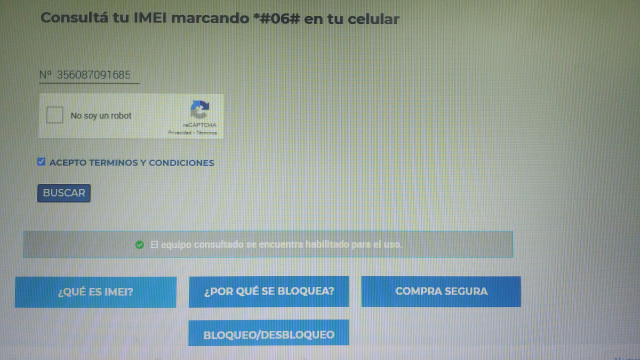 Consultá tu IMEI marcando *#06# en tu celular
Nº 356087091685
No soy un robot
reCAPTCHA
Privacidad - Términos
ACEPTO TERMINOS Y CONDICIONES
BUSCAR
El equipo consultado se encuentra habilitado para el uso.
¿QUÉ ES IMEI?
¿POR QUÉ SE BLOQUEA?
COMPRA SEGURA
BLOQUEO/DESBLOQUEO